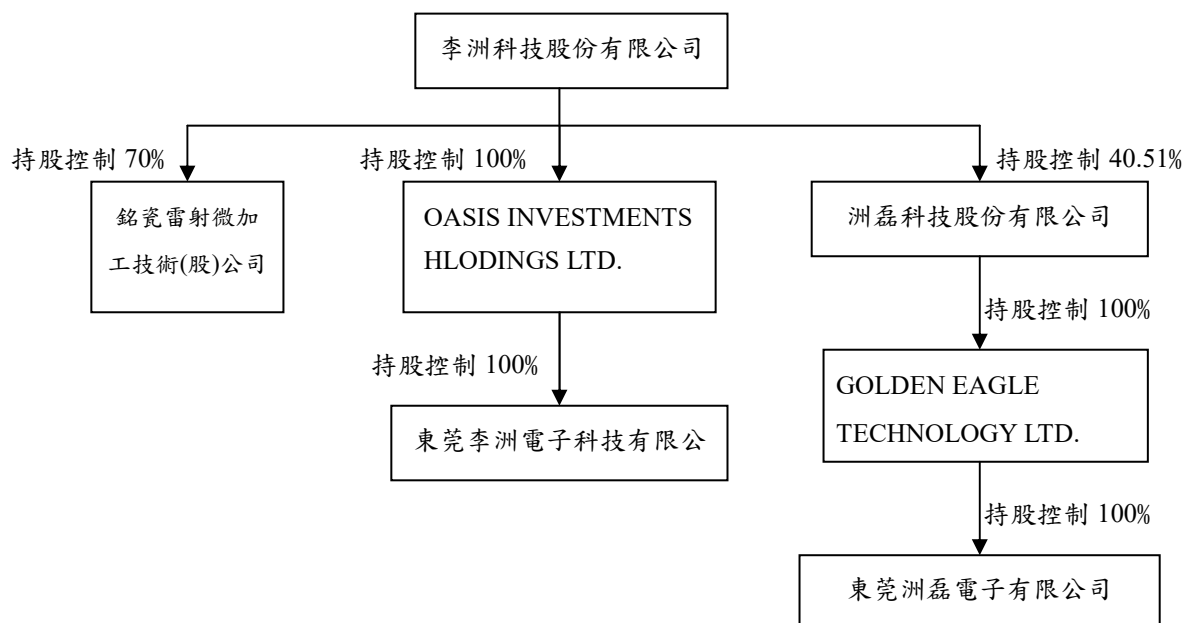 李洲科技股份有限公司
持股控制 70%
持股控制 100%
持股控制 40.51%
銘瓷雷射微加
工技術(股)公司
OASIS INVESTMENTS
HLODINGS LTD.
洲磊科技股份有限公司
持股控制 100%
持股控制 100%
東莞李洲電子科技有限公
GOLDEN EAGLE
TECHNOLOGY LTD.
持股控制 100%
東莞洲磊電子有限公司